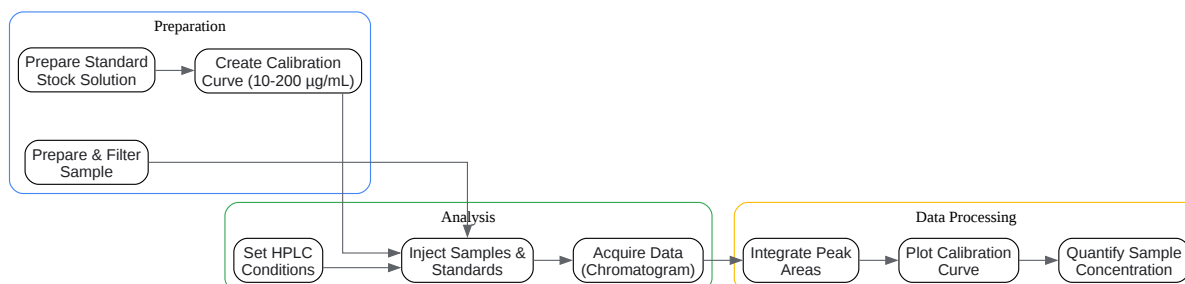 Preparation
Prepare Standard
Stock Solution
Create Calibration
Curve (10-200 µg/mL)
Prepare & Filter
Sample
Analysis
Set HPLC
Conditions
Inject Samples &
Standards
Acquire Data
(Chromatogram)
Data Processing
Integrate Peak
Areas
Plot Calibration
Curve
Quantify Sample
Concentration